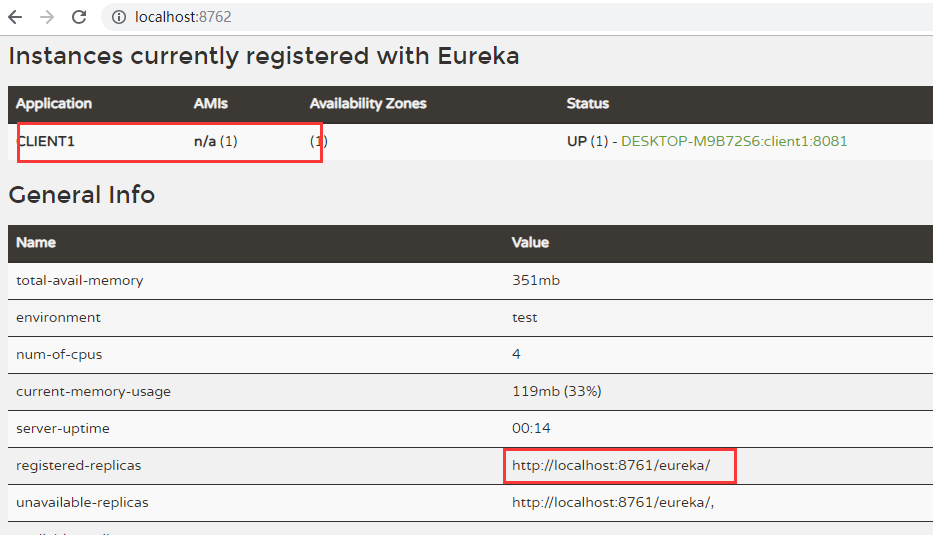 localhost:8762
Instances currently registered with Eureka
Application AMIs Availability Zones Status
CLIENT1 n/a (1) (1) UP (1) - DESKTOP-M9B72S6:client1:8081
General Info
Name Value
total-avail-memory 351mb
environment test
num-of-cpus 4
current-memory-usage 119mb (33%)
server-uptime 00:14
registered-replicas http://localhost:8761/eureka/
unavailable-replicas http://localhost:8761/eureka/,